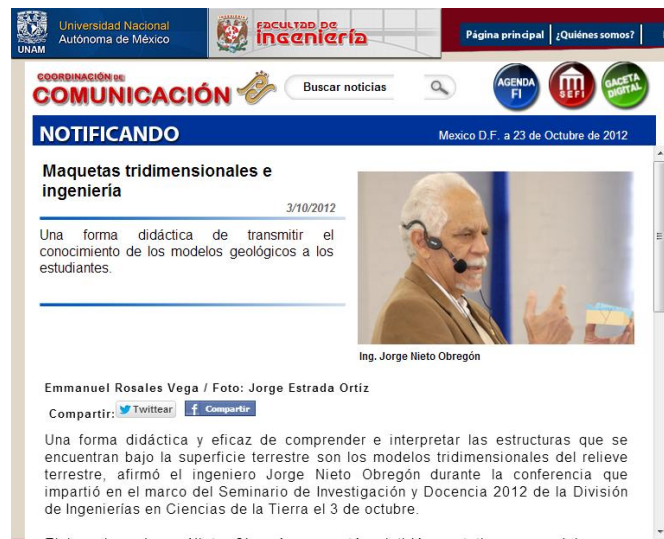 UNAM
Universidad Nacional
Autónoma de México
FACULTAD DE
ingeniería
Página principal
¿Quiénes somos?
COORDINACIÓN DE
COMUNICACIÓN
Buscar noticias
AGENDA
FI
SEFI
GACETA
DIGITAL
NOTIFICANDO
Mexico D.F. a 23 de Octubre de 2012
Maquetas tridimensionales e
ingeniería
3/10/2012
Una forma didáctica de transmitir el
conocimiento de los modelos geológicos a los
estudiantes.
Ing. Jorge Nieto Obregón
Emmanuel Rosales Vega / Foto: Jorge Estrada Ortíz
Compartir:
Twittear
f Compartir
Una forma didáctica y eficaz de comprender e interpretar las estructuras que se
encuentran bajo la superficie terrestre son los modelos tridimensionales del relieve
terrestre, afirmó el ingeniero Jorge Nieto Obregón durante la conferencia que
impartió en el marco del Seminario de Investigación y Docencia 2012 de la División
de Ingenierías en Ciencias de la Tierra el 3 de octubre.